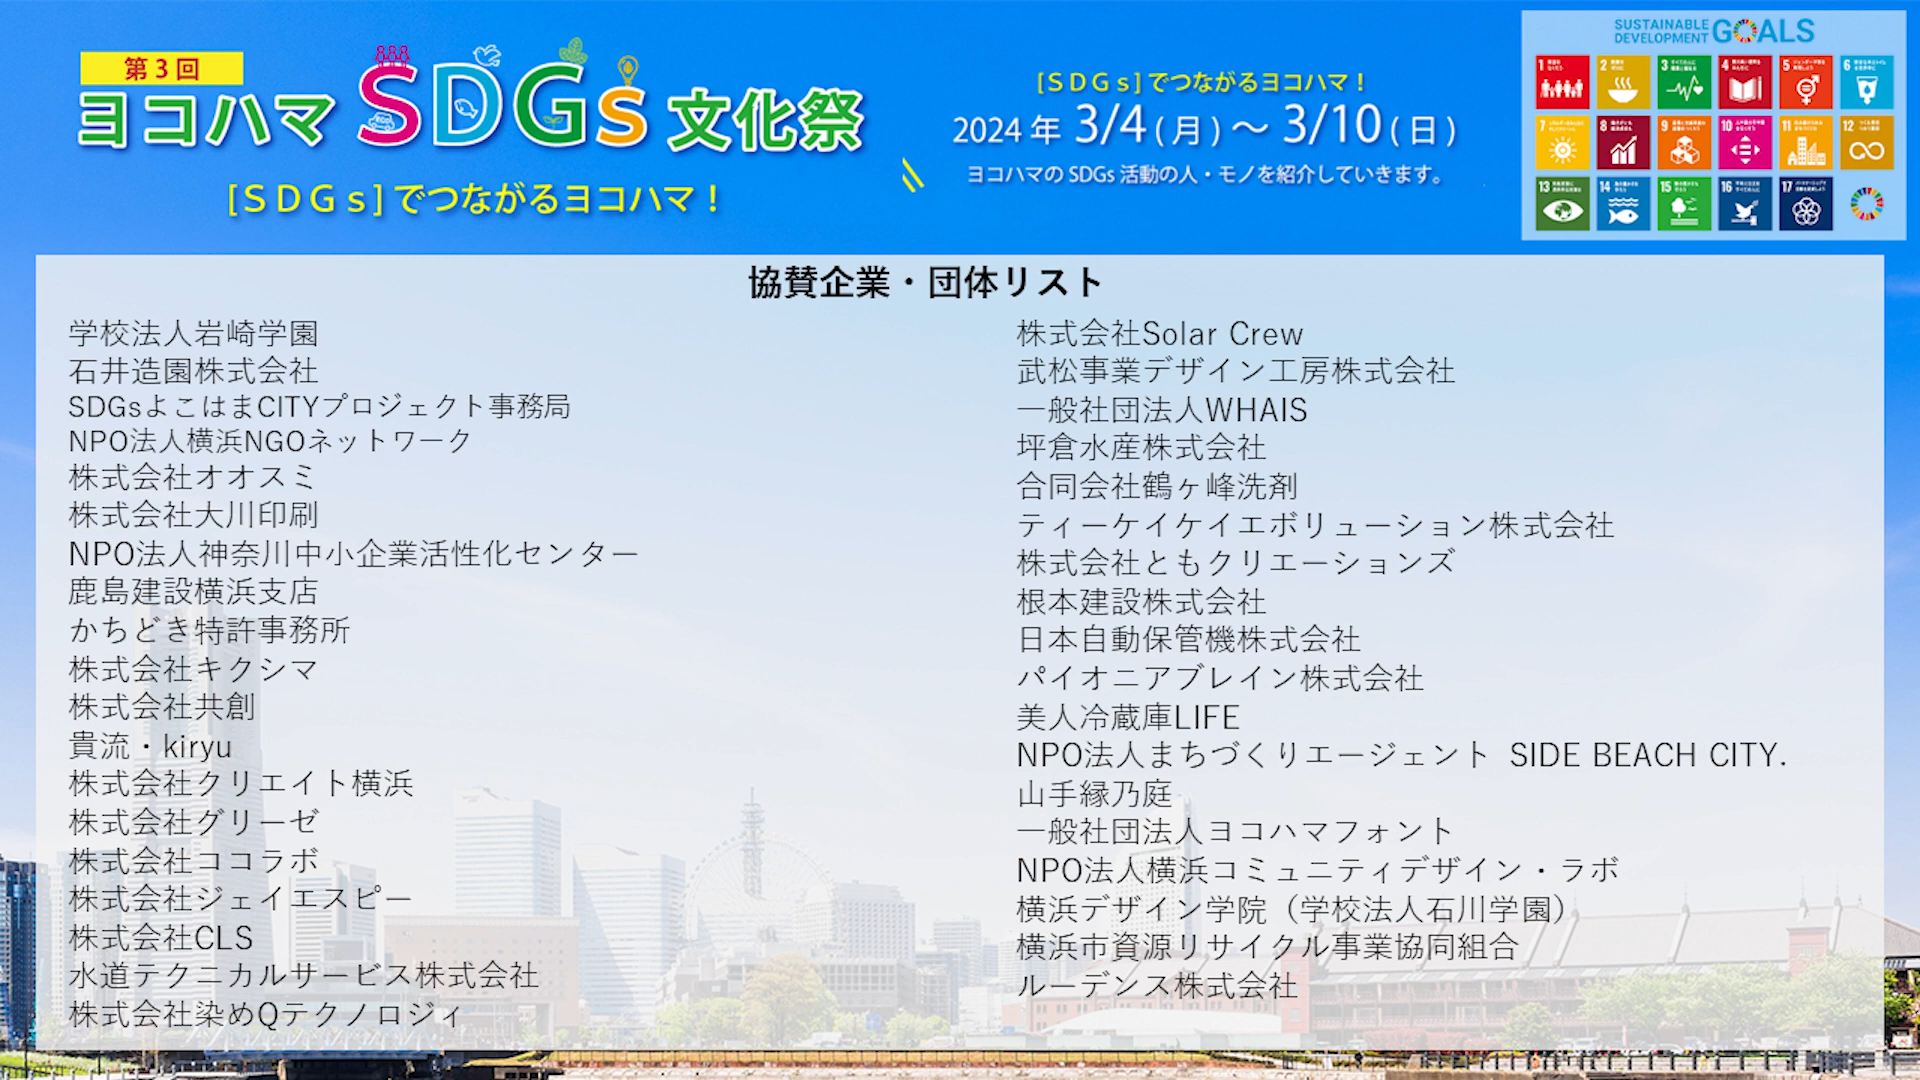 第3回
ヨコハマ SDGs 文化祭
[ＳＤＧｓ]でつながるヨコハマ！
[ＳＤＧｓ]でつながるヨコハマ！
2024年 3/4(月)～3/10(日)
ヨコハマのSDGs活動の人・モノを紹介していきます。
SUSTAINABLE DEVELOPMENT GOALS
1 2 3 4 5 6
7 8 9 10 11 12
13 14 15 16 17
協賛企業・団体リスト
学校法人岩崎学園
石井造園株式会社
SDGsよこはまCITYプロジェクト事務局
NPO法人横浜NGOネットワーク
株式会社オオスミ
株式会社大川印刷
NPO法人神奈川中小企業活性化センター
鹿島建設横浜支店
かちどき特許事務所
株式会社キクシマ
株式会社共創
貴流・kiryu
株式会社クリエイト横浜
株式会社グリーゼ
株式会社ココラボ
株式会社ジェイエスピー
株式会社CLS
水道テクニカルサービス株式会社
株式会社染めQテクノロジィ
株式会社Solar Crew
武松事業デザイン工房株式会社
一般社団法人WHAIS
坪倉水産株式会社
合同会社鶴ヶ峰洗剤
ティーケイケイエボリューション株式会社
株式会社ともクリエーションズ
根本建設株式会社
日本自動保管機株式会社
パイオニアブレイン株式会社
美人冷蔵庫LIFE
NPO法人まちづくりエージェント SIDE BEACH CITY.
山手縁乃庭
一般社団法人ヨコハマフォント
NPO法人横浜コミュニティデザイン・ラボ
横浜デザイン学院（学校法人石川学園）
横浜市資源リサイクル事業協同組合
ルーデンス株式会社